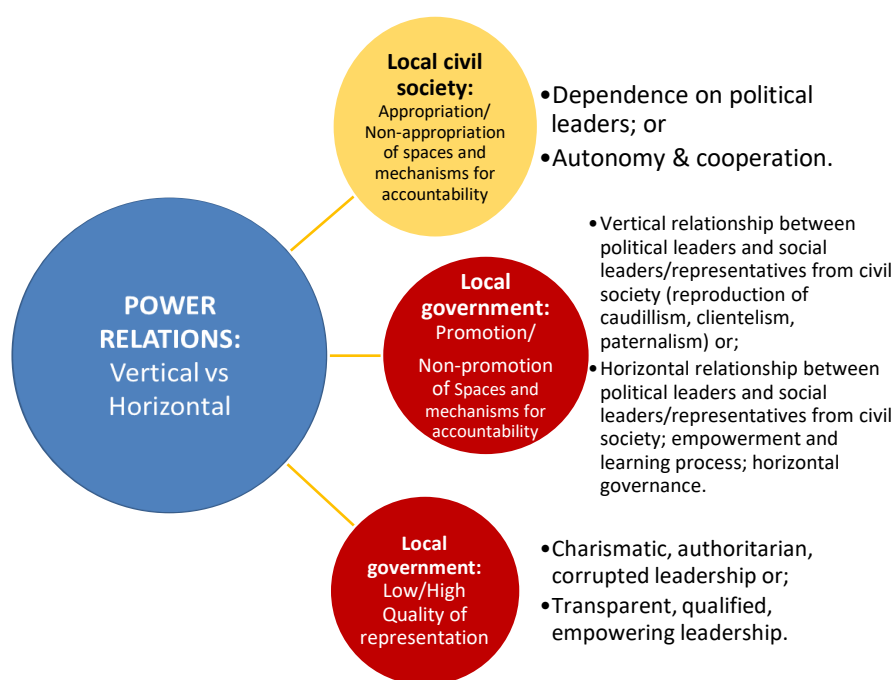 Local civil
society:
Appropriation/
Non-appropriation
of spaces and
mechanisms for
accountability
•Dependence on political
leaders; or
•Autonomy & cooperation.
POWER
RELATIONS:
Vertical vs
Horizontal
Local
government:
Promotion/
Non-promotion
of Spaces and
mechanisms for
accountability
•Vertical relationship between
political leaders and social
leaders/representatives from civil
society (reproduction of
caudillism, clientelism,
paternalism) or;
•Horizontal relationship between
political leaders and social
leaders/representatives from civil
society; empowerment and
learning process; horizontal
governance.
Local
government:
Low/High
Quality of
representation
•Charismatic, authoritarian,
corrupted leadership or;
•Transparent, qualified,
empowering leadership.